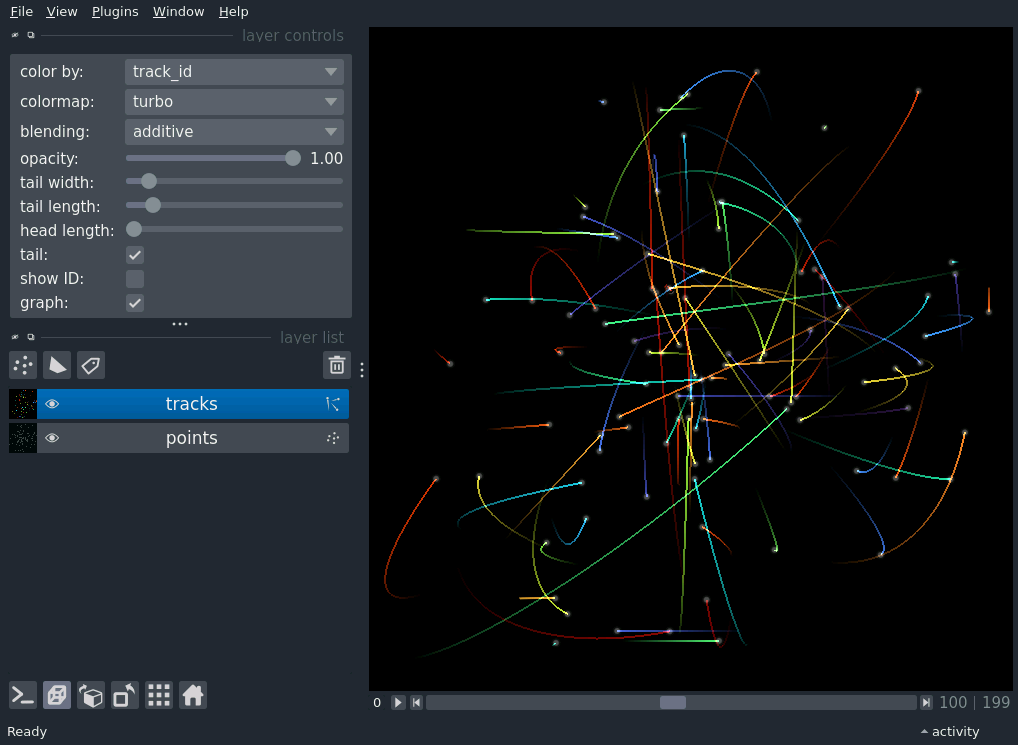 File View Plugins Window Help
layer controls
color by: track_id
colormap: turbo
blending: additive
opacity: 1.00
tail width:
tail length:
head length:
tail:
show ID:
graph:
layer list
tracks
points
0 100 199
Ready activity